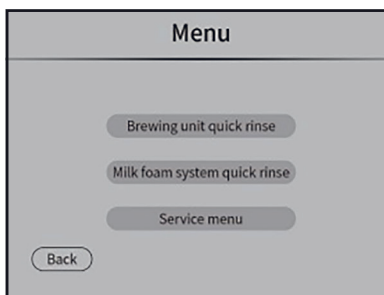 Menu
Brewing unit quick rinse
Milk foam system quick rinse
Service menu
Back